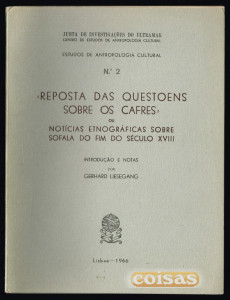 JUNTA DE INVESTIGAÇÕES DO ULTRAMAR
CENTRO DE ESTUDOS DE ANTROPOLOGIA CULTURAL
ESTUDOS DE ANTROPOLOGIA CULTURAL
N.º 2
«REPOSTA DAS QUESTOENS
SOBRE OS CAFRES»
OU
NOTÍCIAS ETNOGRÁFICAS SOBRE
SOFALA DO FIM DO SÉCULO XVIII
INTRODUÇÃO E NOTAS
POR
GERHARD LIESEGANG
Lisboa — 1966
coisas